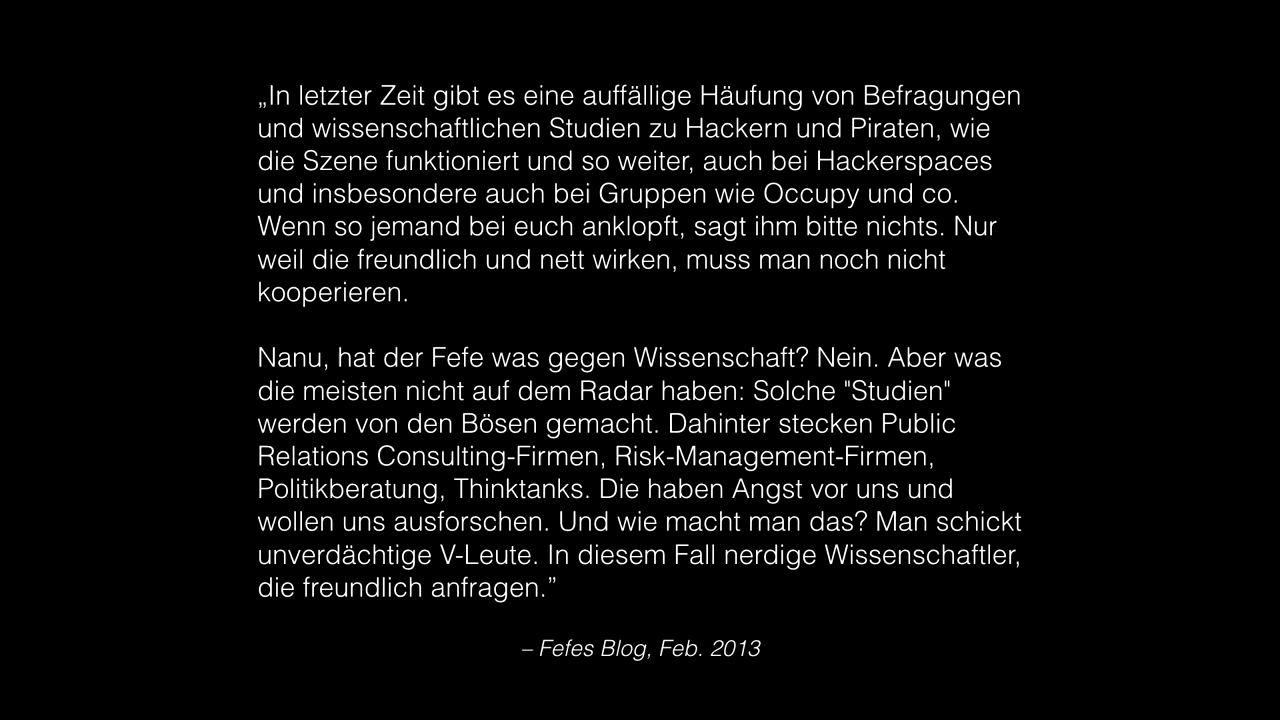 „In letzter Zeit gibt es eine auffällige Häufung von Befragungen
und wissenschaftlichen Studien zu Hackern und Piraten, wie
die Szene funktioniert und so weiter, auch bei Hackerspaces
und insbesondere auch bei Gruppen wie Occupy und co.
Wenn so jemand bei euch anklopft, sagt ihm bitte nichts. Nur
weil die freundlich und nett wirken, muss man noch nicht
kooperieren.
Nanu, hat der Fefe was gegen Wissenschaft? Nein. Aber was
die meisten nicht auf dem Radar haben: Solche "Studien"
werden von den Bösen gemacht. Dahinter stecken Public
Relations Consulting-Firmen, Risk-Management-Firmen,
Politikberatung, Thinktanks. Die haben Angst vor uns und
wollen uns ausforschen. Und wie macht man das? Man schickt
unverdächtige V-Leute. In diesem Fall nerdige Wissenschaftler,
die freundlich anfragen.”
– Fefes Blog, Feb. 2013